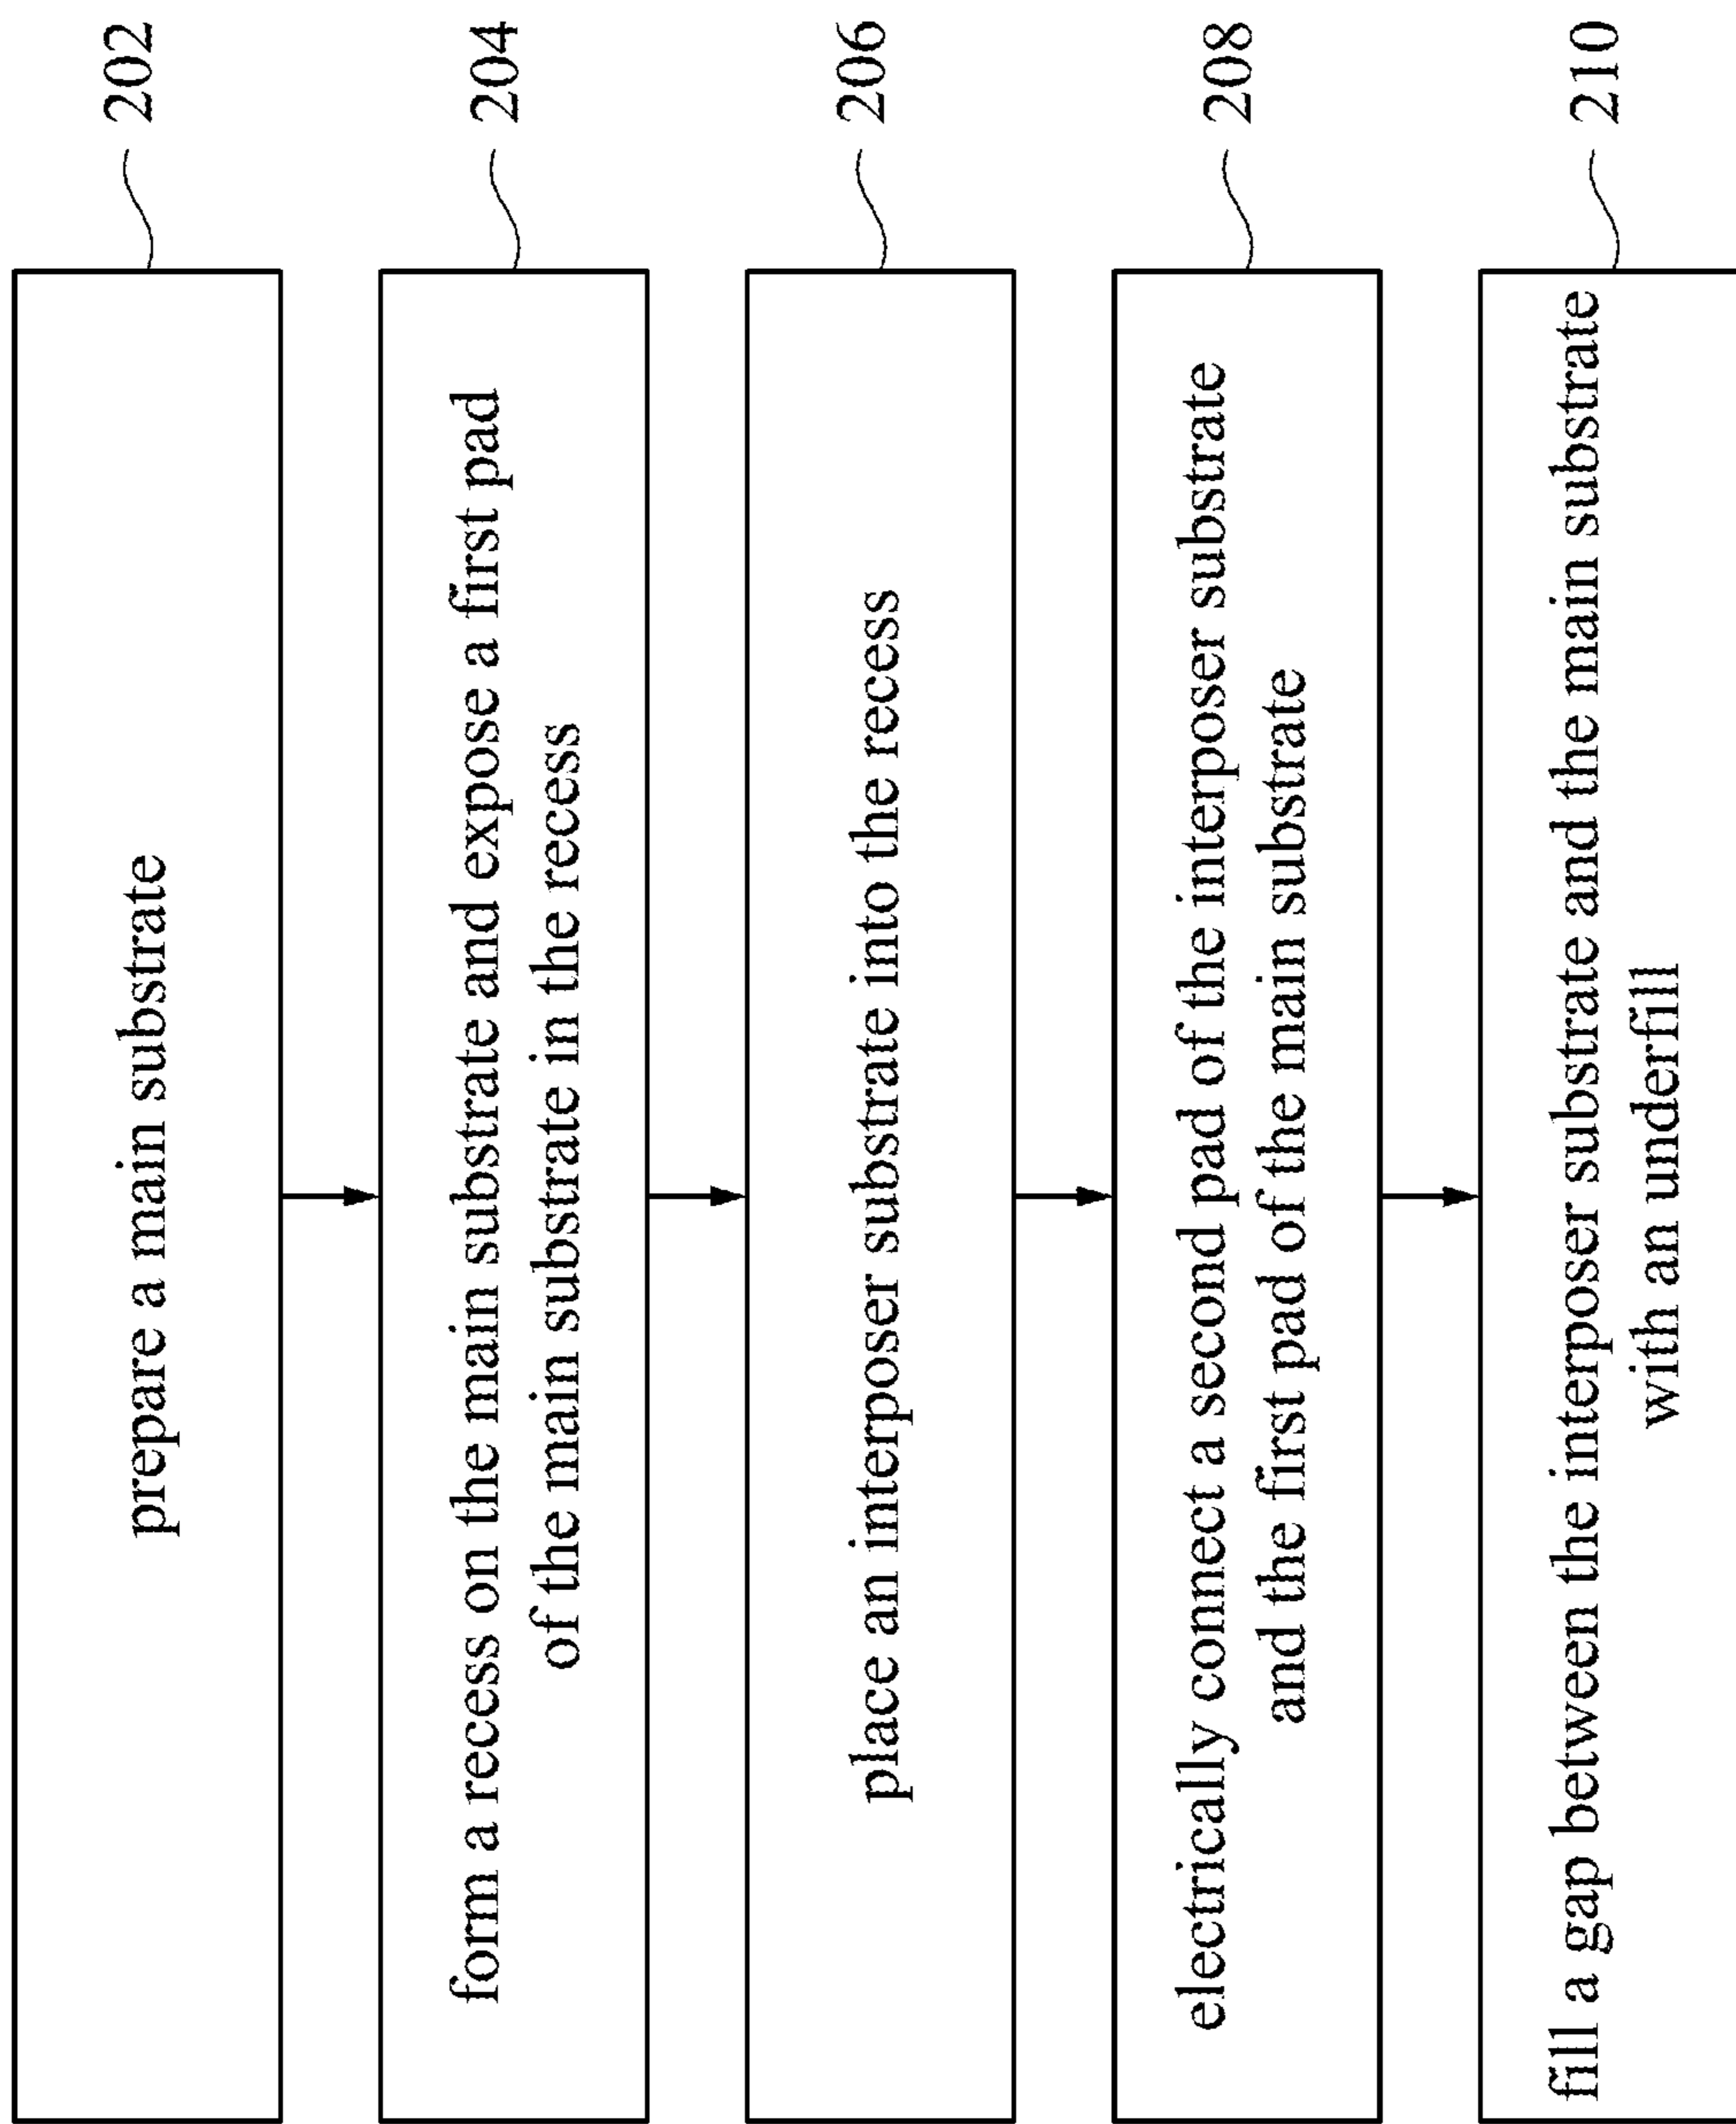 prepare a main substrate
202
form a recess on the main substrate and expose a first pad
of the main substrate in the recess
204
place an interposer substrate into the recess
206
electrically connect a second pad of the interposer substrate
and the first pad of the main substrate
208
fill a gap between the interposer substrate and the main substrate
with an underfill
210